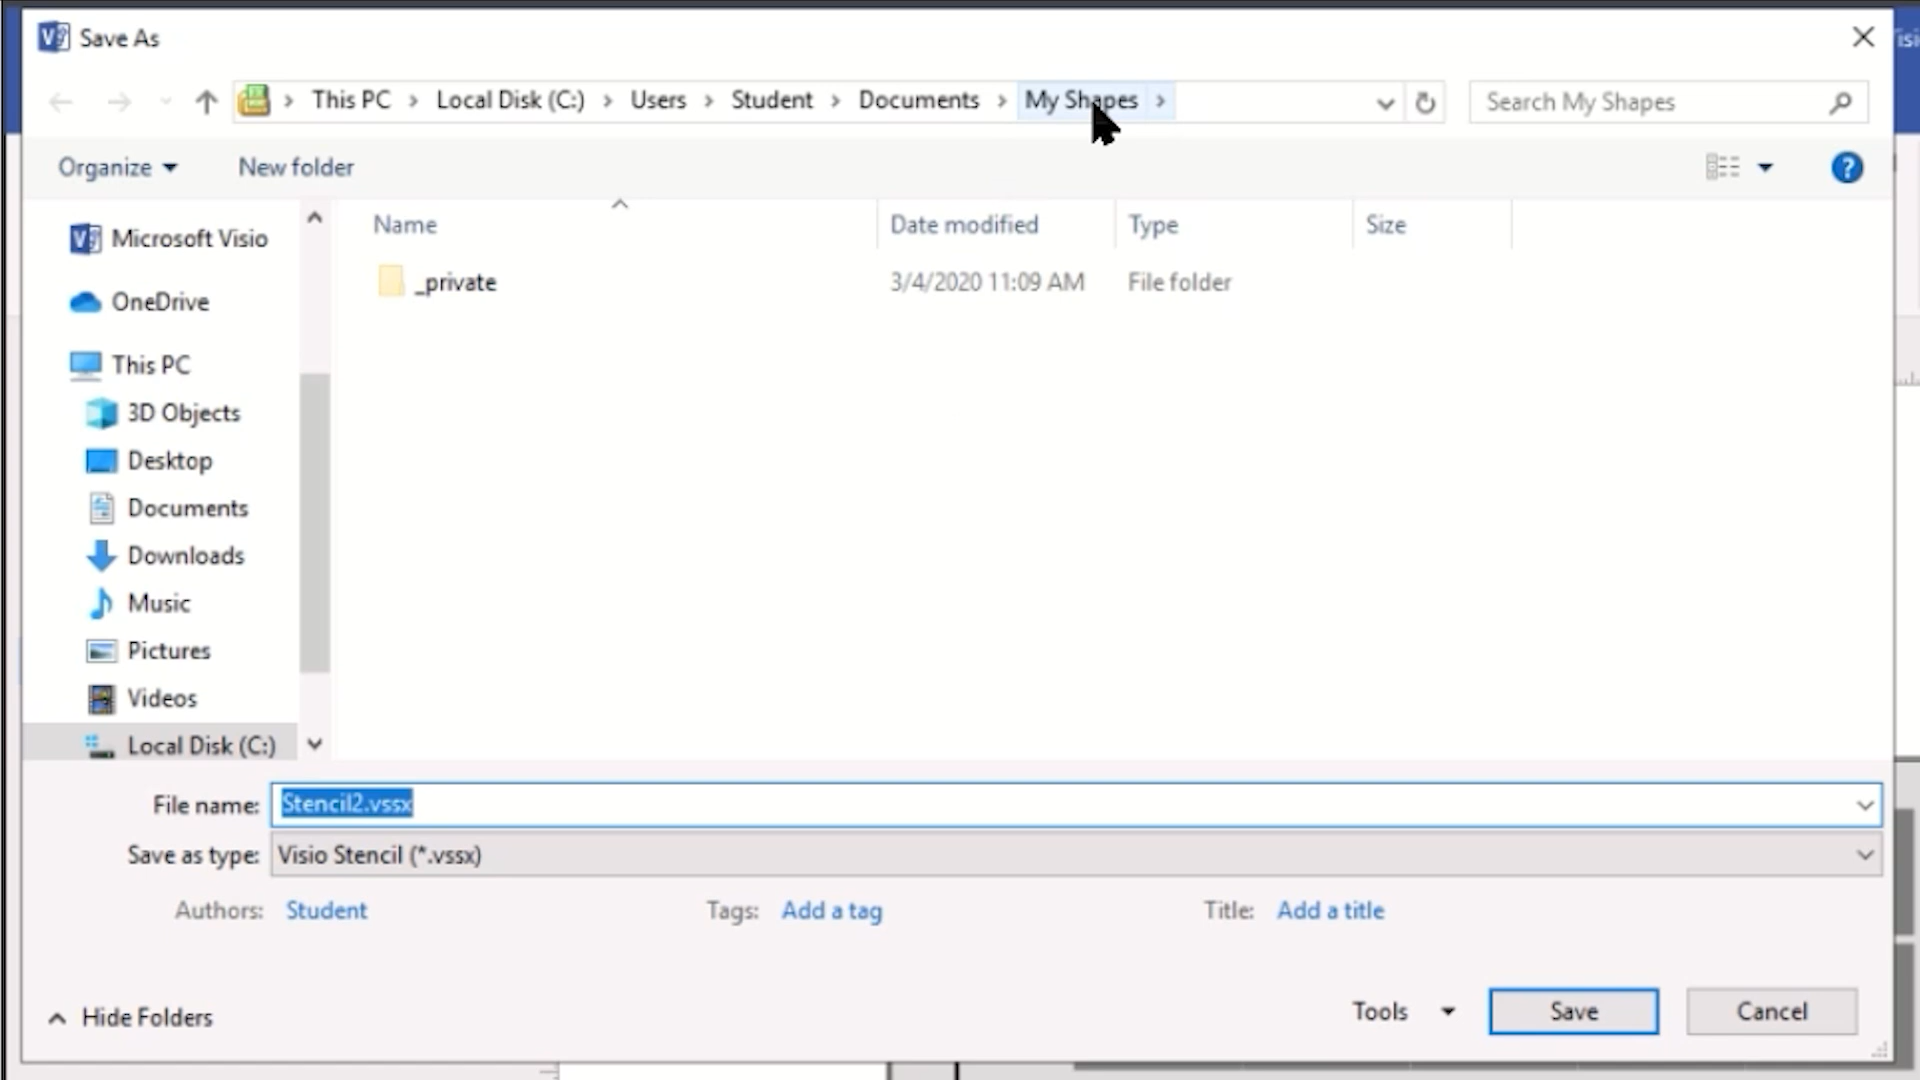 Save As
This PC > Local Disk (C:) > Users > Student > Documents > My Shapes >
Search My Shapes
Organize
New folder
?
Name
Date modified
Type
Size
_private
3/4/2020 11:09 AM
File folder
Microsoft Visio
OneDrive
This PC
3D Objects
Desktop
Documents
Downloads
Music
Pictures
Videos
Local Disk (C:)
File name: Stencil2.vssx
Save as type: Visio Stencil (*.vssx)
Authors: Student
Tags: Add a tag
Title: Add a title
Hide Folders
Tools
Save
Cancel